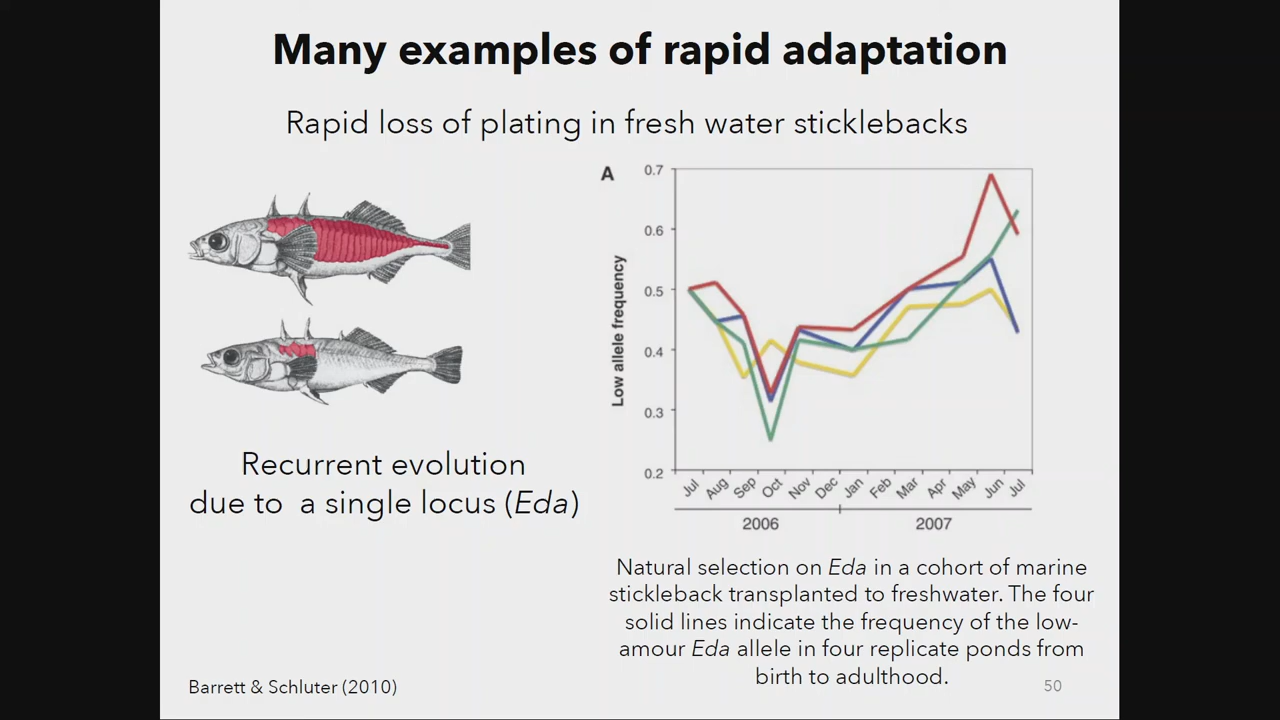 Many examples of rapid adaptation
Rapid loss of plating in fresh water sticklebacks
A
0.7
0.6
0.5
0.4
0.3
0.2
Low allele frequency
Jul
Aug
Sep
Oct
Nov
Dec
Jan
Feb
Mar
Apr
May
Jun
Jul
2006
2007
Recurrent evolution
due to a single locus (Eda)
Natural selection on Eda in a cohort of marine
stickleback transplanted to freshwater. The four
solid lines indicate the frequency of the low-
amour Eda allele in four replicate ponds from
birth to adulthood.
Barrett & Schluter (2010)
50